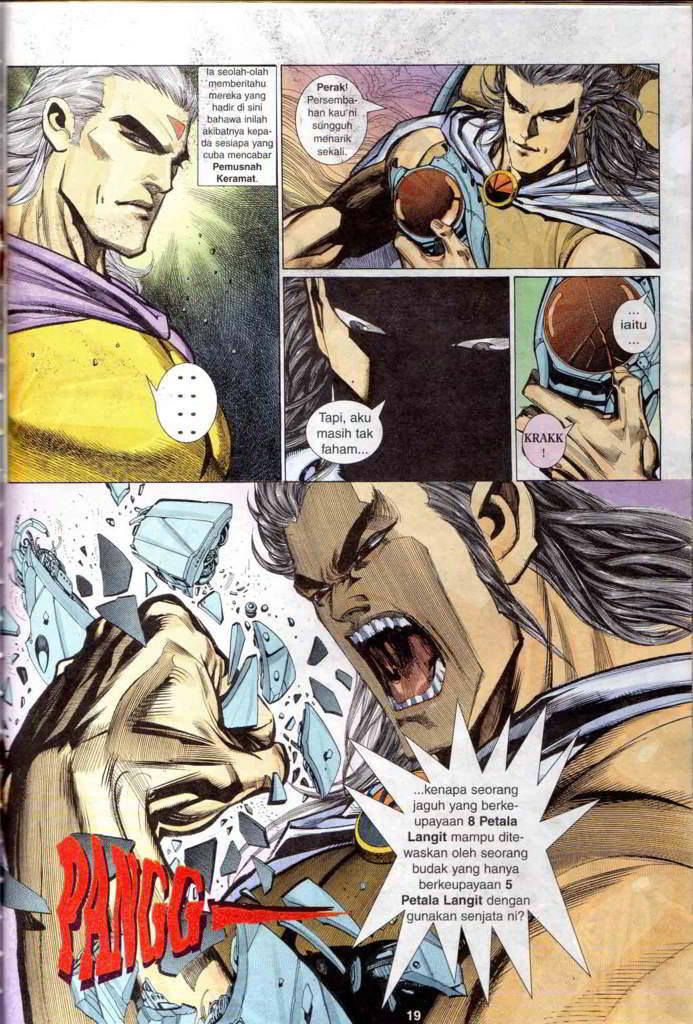 Ia seolah-olah
memberitahu
mereka yang
hadir di sini
bahawa inilah
akibatnya kepa-
da sesiapa yang
cuba mencabar
Pemusnah
Keramat.
Perak!
Persemba-
han kau'ni
sungguh
menarik
sekali.
...
...
...
...
Tapi, aku
masih tak
faham...
...
iaitu
...
KRAKK
!
...kenapa seorang
jaguh yang berke-
upayaan 8 Petala
Langit mampu dite-
waskan oleh seorang
budak yang hanya
berkeupayaan 5
Petala Langit dengan
gunakan senjata ni?
PANGG
19